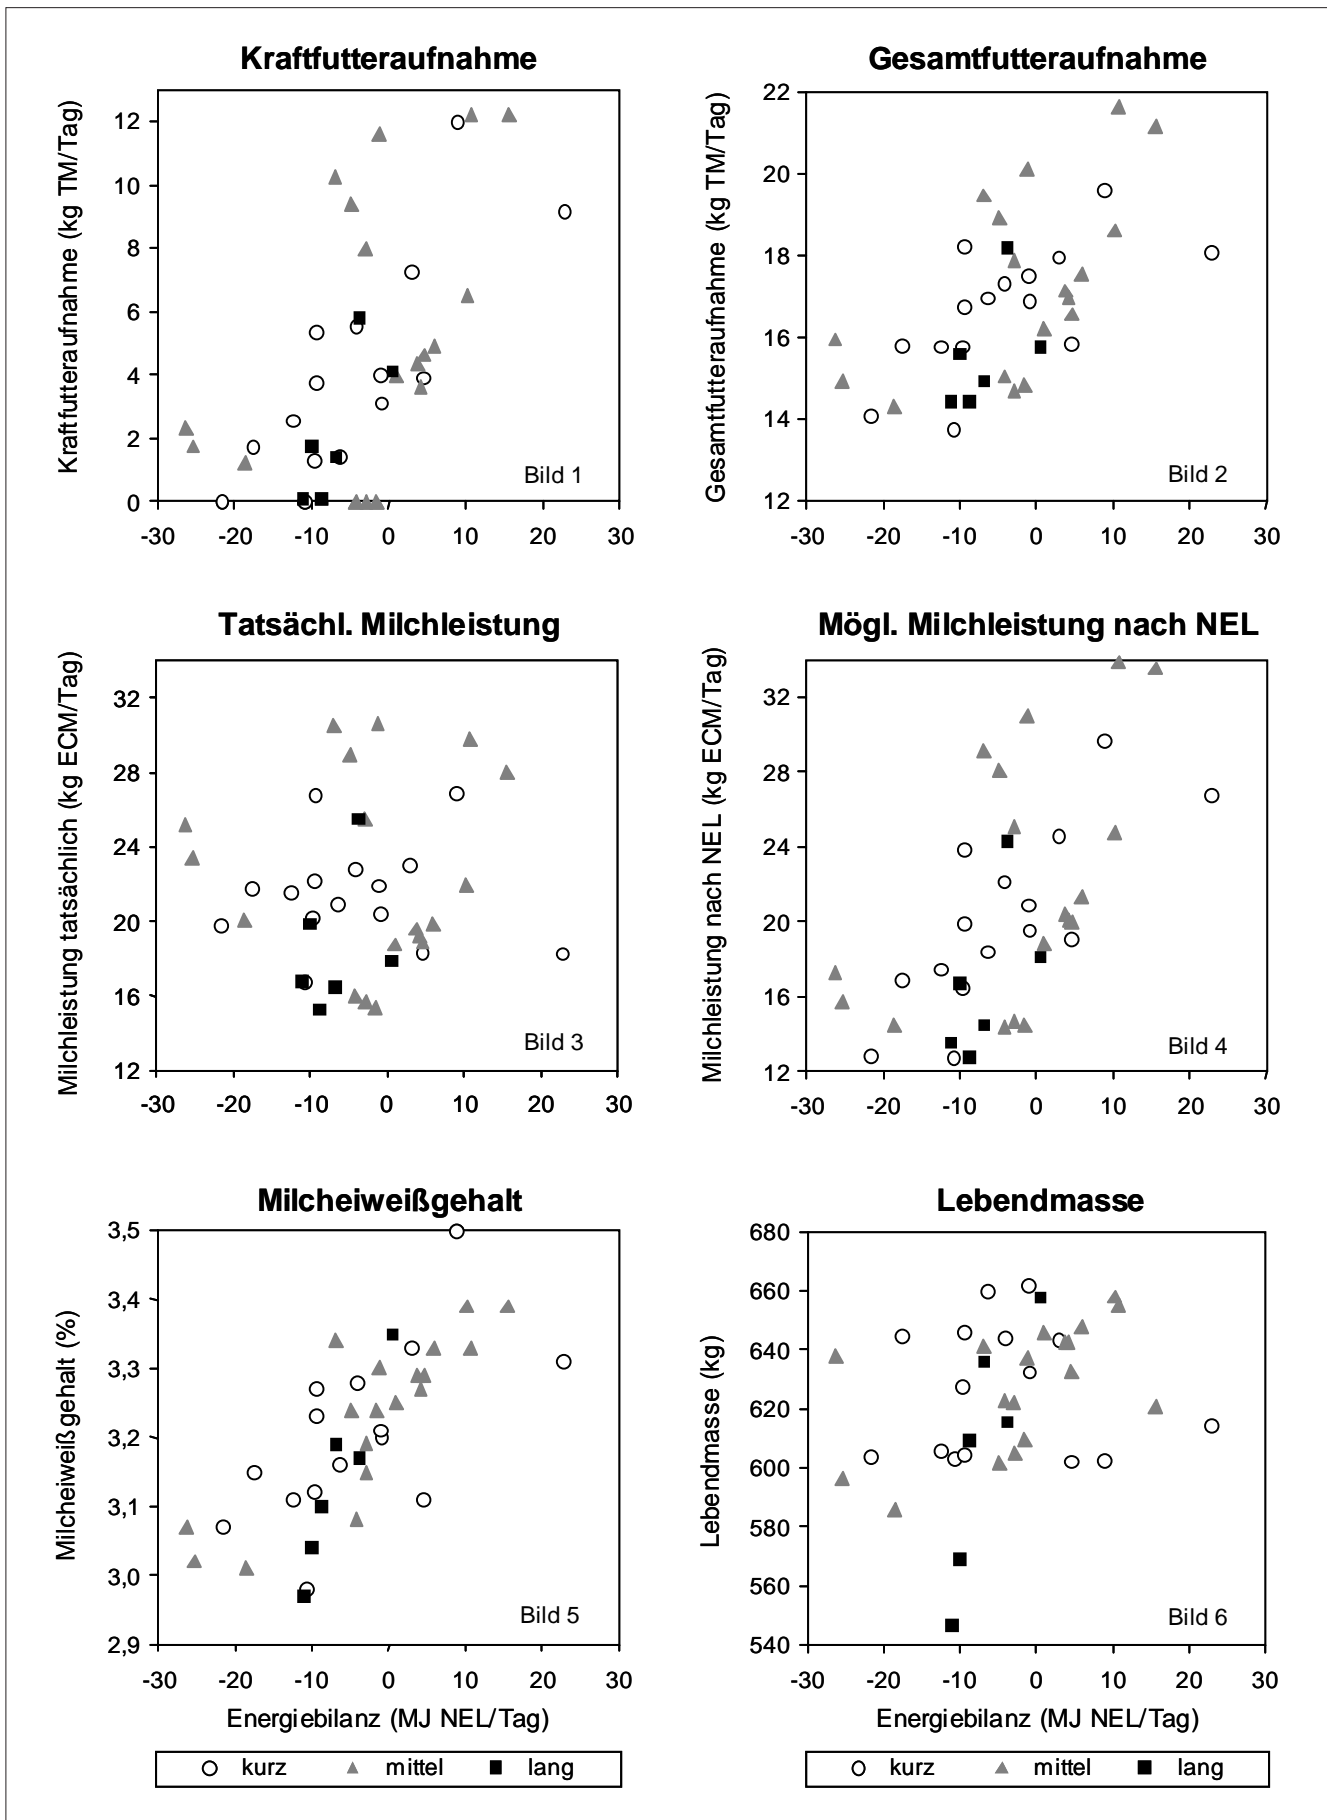 Kraftfutteraufnahme
Kraftfutteraufnahme (kg TM/Tag)
12
10
8
6
4
2
0
Bild 1
-30 -20 -10 0 10 20 30
Gesamtfutteraufnahme
Gesamtfutteraufnahme (kg TM/Tag)
22
20
18
16
14
12
Bild 2
-30 -20 -10 0 10 20 30
Tatsächl. Milchleistung
Milchleistung tatsächlich (kg ECM/Tag)
32
28
24
20
16
12
Bild 3
-30 -20 -10 0 10 20 30
Mögl. Milchleistung nach NEL
Milchleistung nach NEL (kg ECM/Tag)
32
28
24
20
16
12
Bild 4
-30 -20 -10 0 10 20 30
Milcheiweißgehalt
Milcheiweißgehalt (%)
3,5
3,4
3,3
3,2
3,1
3,0
2,9
Bild 5
-30 -20 -10 0 10 20 30
Energiebilanz (MJ NEL/Tag)
kurz mittel lang
Lebendmasse
Lebendmasse (kg)
680
660
640
620
600
580
560
540
Bild 6
-30 -20 -10 0 10 20 30
Energiebilanz (MJ NEL/Tag)
kurz mittel lang